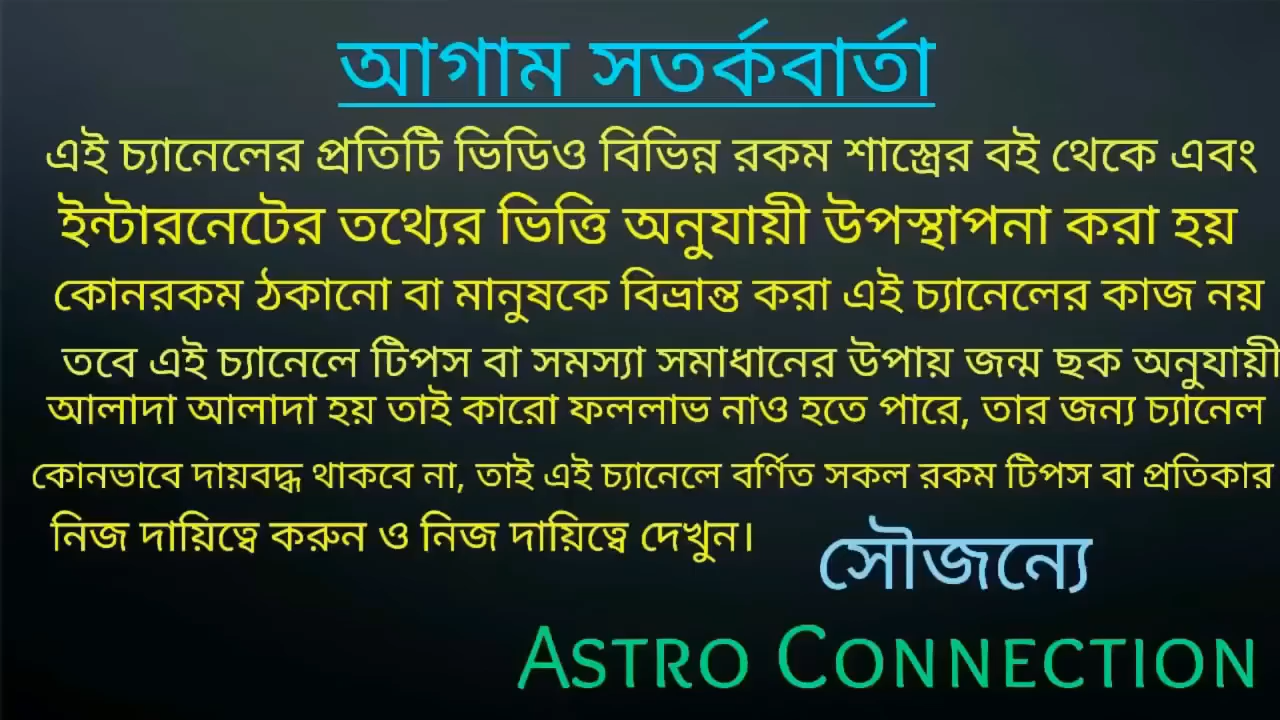 আগাম সতর্কবার্তা
এই চ্যানেলের প্রতিটি ভিডিও বিভিন্ন রকম শাস্ত্রের বই থেকে এবং
ইন্টারনেটের তথ্যের ভিত্তি অনুযায়ী উপস্থাপনা করা হয়
কোনরকম ঠকানো বা মানুষকে বিভ্রান্ত করা এই চ্যানেলের কাজ নয়
তবে এই চ্যানেলে টিপস বা সমস্যা সমাধানের উপায় জন্ম ছক অনুযায়ী
আলাদা আলাদা হয় তাই কারো ফললাভ নাও হতে পারে, তার জন্য চ্যানেল
কোনভাবে দায়বদ্ধ থাকবে না, তাই এই চ্যানেলে বর্ণিত সকল রকম টিপস বা প্রতিকার
নিজ দায়িত্বে করুন ও নিজ দায়িত্বে দেখুন।
সৌজন্যে
ASTRO CONNECTION